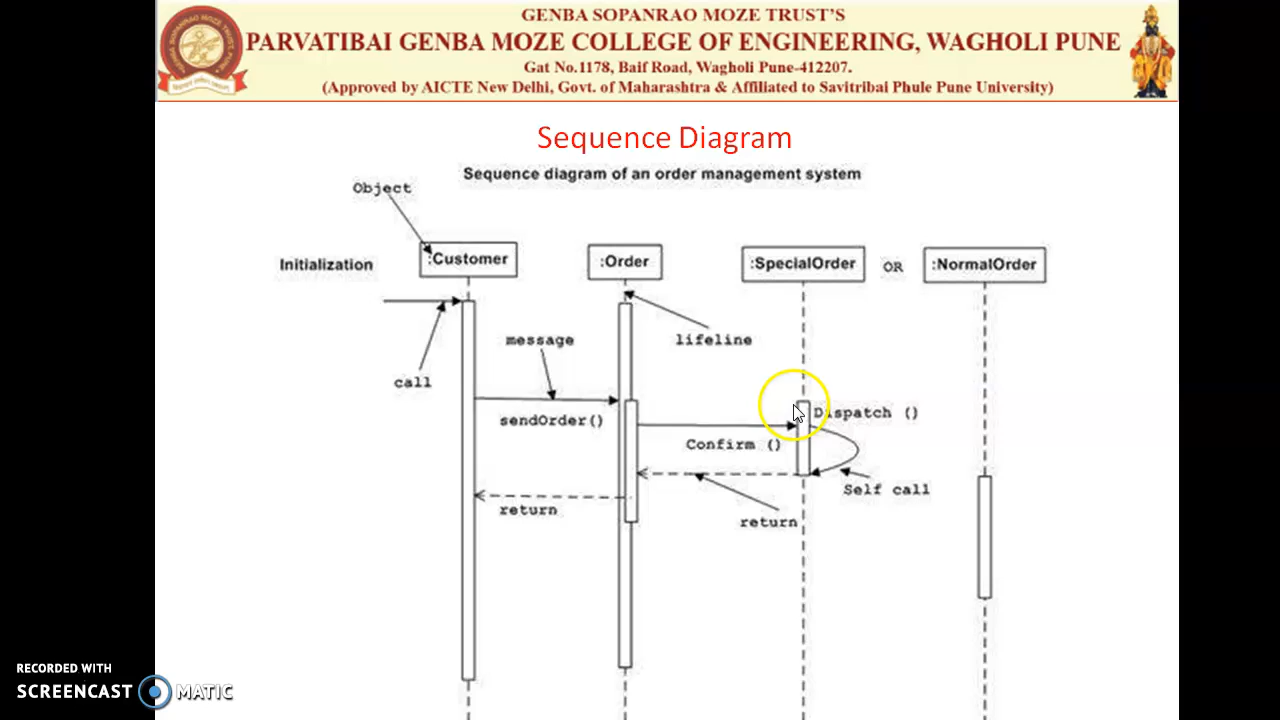 GENBA SOPANRAO MOZE TRUST'S
PARVATIBAI GENBA MOZE COLLEGE OF ENGINEERING, WAGHOLI PUNE
Gat No.1178, Baif Road, Wagholi Pune-412207.
(Approved by AICTE New Delhi, Govt. of Maharashtra & Affiliated to Savitribai Phule Pune University)
Sequence Diagram
Sequence diagram of an order management system
Object
Initialization
:Customer
:Order
:SpecialOrder
OR
:NormalOrder
message
lifeline
call
sendOrder()
Dispatch ()
Confirm ()
Self call
return
return
RECORDED WITH
SCREENCAST MATIC